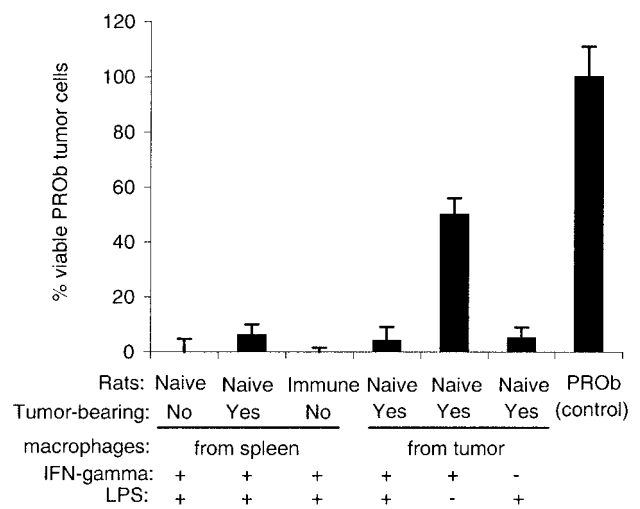 120
100
80
60
40
20
0
% viable PROb tumor cells
Rats: Naive Naive Immune Naive Naive Naive PROb
Tumor-bearing: No Yes No Yes Yes Yes (control)
macrophages: from spleen from tumor
IFN-gamma: + + + + + -
LPS: + + + + - +